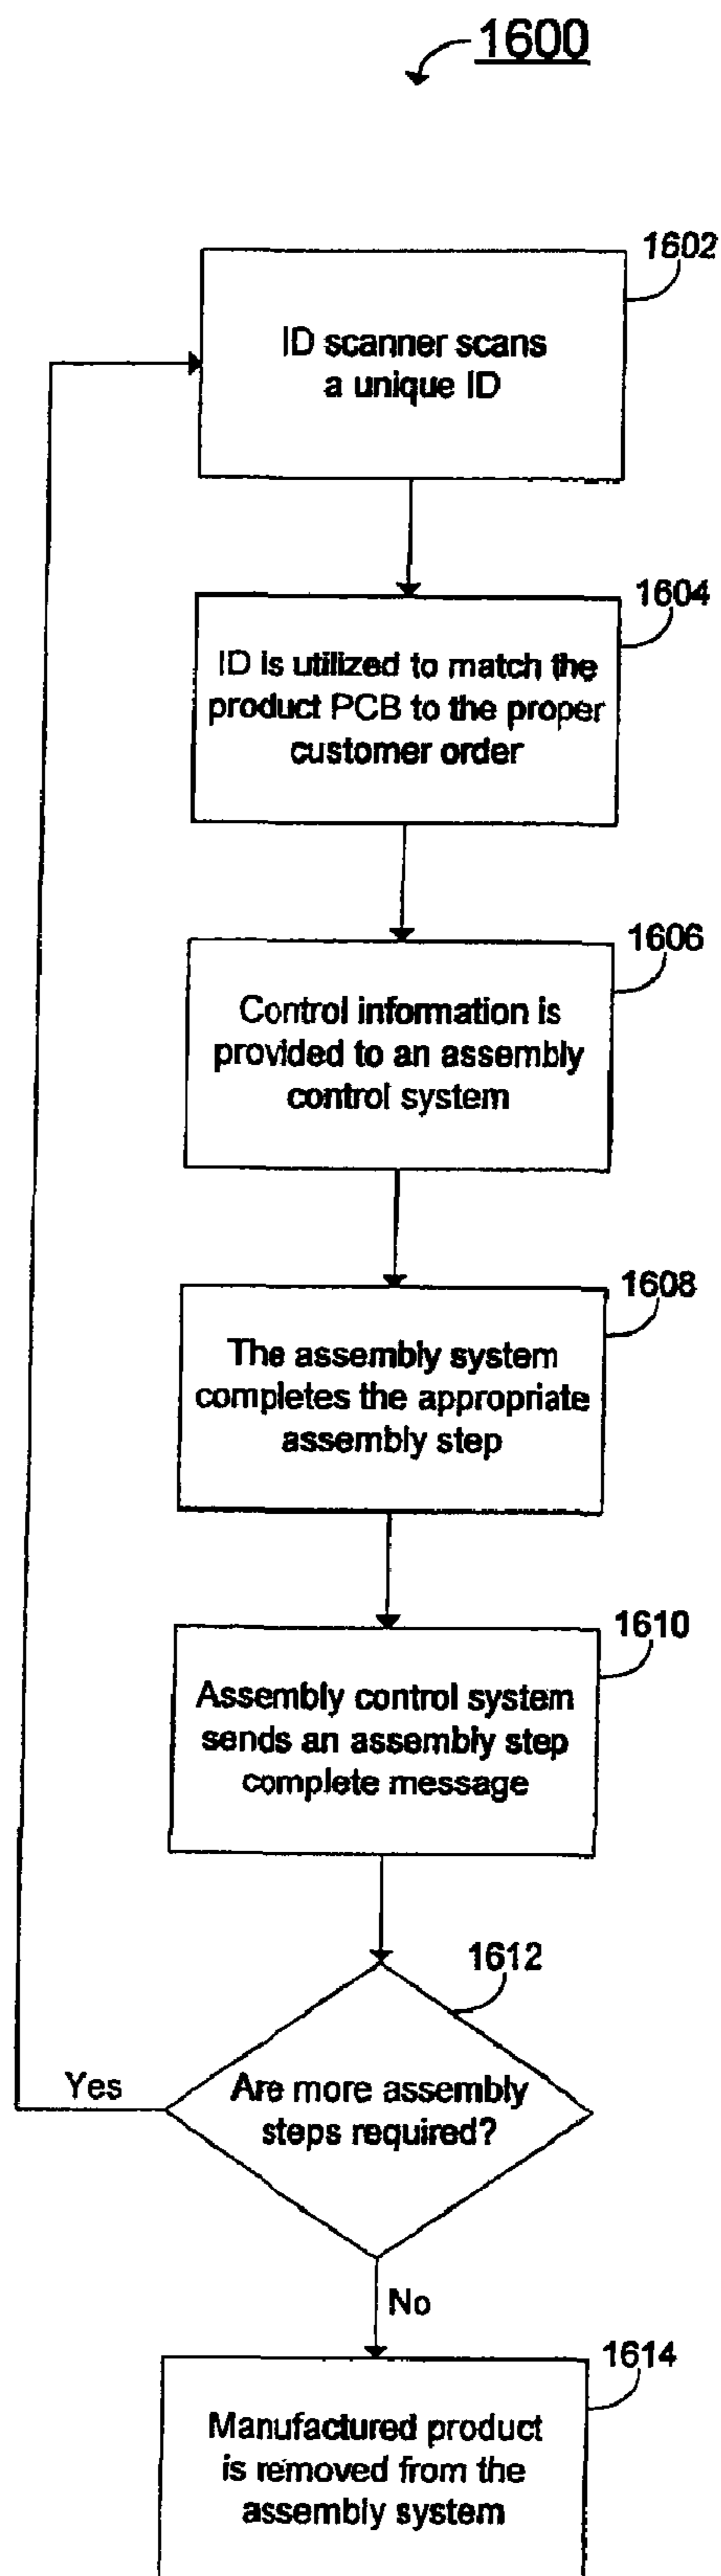 1600
1602
ID scanner scans
a unique ID
1604
ID is utilized to match the
product PCB to the proper
customer order
1606
Control information is
provided to an assembly
control system
1608
The assembly system
completes the appropriate
assembly step
1610
Assembly control system
sends an assembly step
complete message
1612
Are more assembly
steps required?
Yes
No
1614
Manufactured product
is removed from the
assembly system